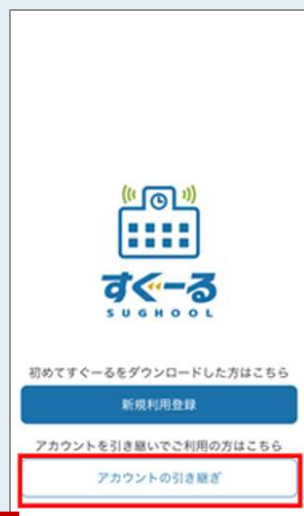 すぐーる
SUGHOOL
初めてすぐーるをダウンロードした方はこちら
新規利用登録
アカウントを引き継いでご利用の方はこちら
アカウントの引き継ぎ